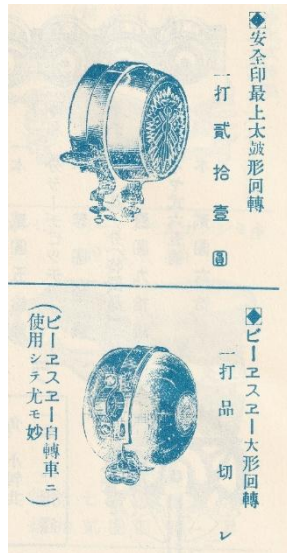 ◈安全印最上太皷形回轉
一打貳拾壹圓
◈ビーヱスヱー大形回轉
一打品切レ
(ビーヱスヱー自轉車ニ
使用シテ尤モ妙)